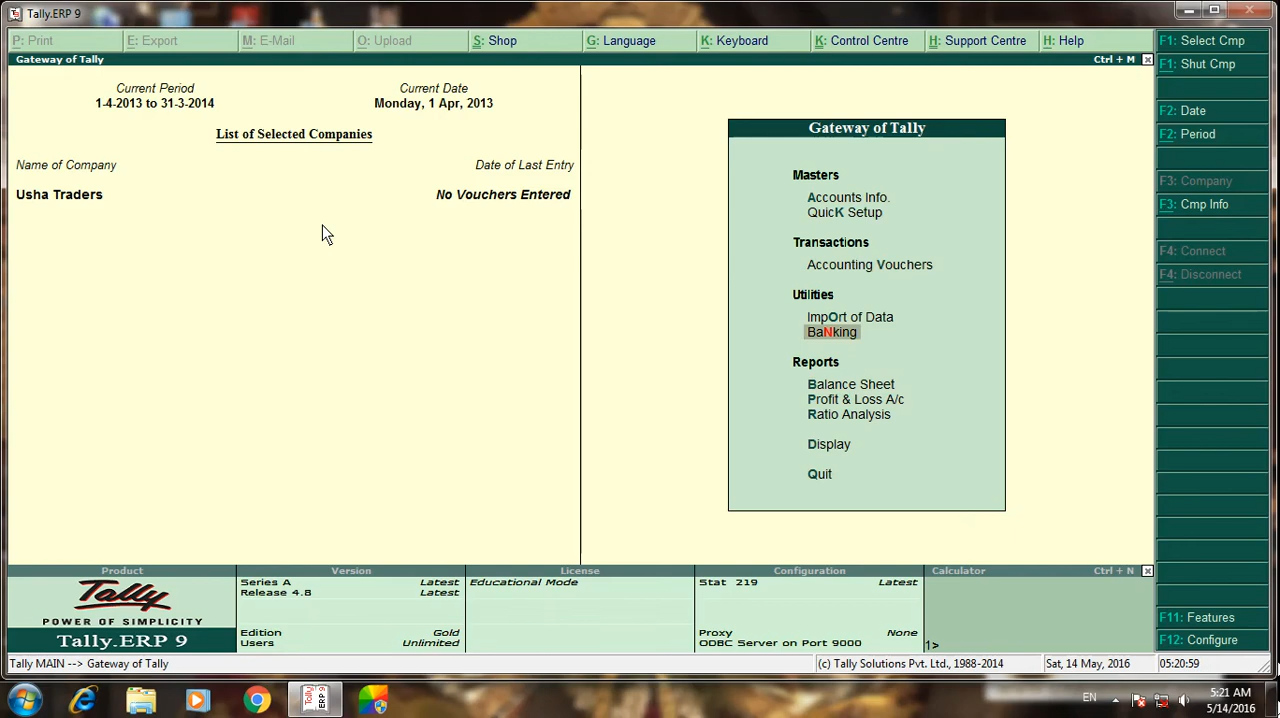 Tally.ERP 9
P: Print
E: Export
M: E-Mail
O: Upload
S: Shop
G: Language
K: Keyboard
K: Control Centre
H: Support Centre
H: Help
F1: Select Cmp
Gateway of Tally
Ctrl + M
F1: Shut Cmp
Current Period
Current Date
1-4-2013 to 31-3-2014
Monday, 1 Apr, 2013
List of Selected Companies
Name of Company
Date of Last Entry
Usha Traders
No Vouchers Entered
Gateway of Tally
Masters
Accounts Info.
QuicK Setup
Transactions
Accounting Vouchers
Utilities
ImpOrt of Data
BaNking
Reports
Balance Sheet
Profit & Loss A/c
Ratio Analysis
Display
Quit
F2: Date
F2: Period
F3: Company
F3: Cmp Info
F4: Connect
F4: Disconnect
F11: Features
F12: Configure
Product
Version
License
Configuration
Calculator
Ctrl + N
Tally
POWER OF SIMPLICITY
Tally.ERP 9
Series A
Latest
Release 4.8
Latest
Edition
Gold
Users
Unlimited
Educational Mode
Stat 219
Latest
Proxy
None
ODBC Server on Port 9000
1>
Tally MAIN --> Gateway of Tally
(c) Tally Solutions Pvt. Ltd., 1988-2014
Sat, 14 May, 2016
05:20:59
Tally
ERP 9
EN
5:21 AM
5/14/2016